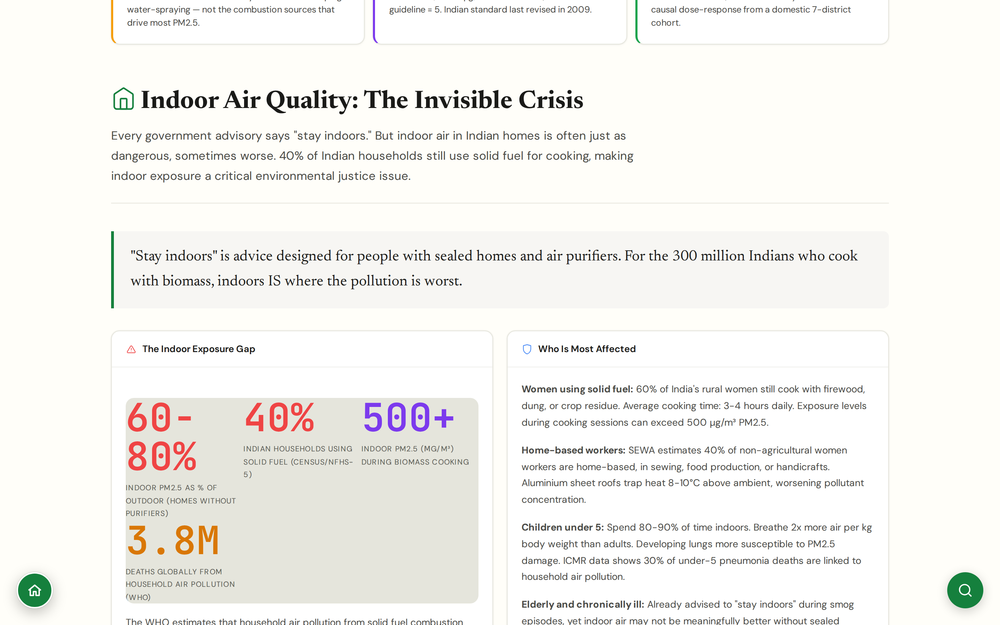 water-spraying — not the combustion sources that
drive most PM2.5.
guideline = 5. Indian standard last revised in 2009.
causal dose-response from a domestic 7-district
cohort.
Indoor Air Quality: The Invisible Crisis
Every government advisory says "stay indoors." But indoor air in Indian homes is often just as
dangerous, sometimes worse. 40% of Indian households still use solid fuel for cooking, making
indoor exposure a critical environmental justice issue.
"Stay indoors" is advice designed for people with sealed homes and air purifiers. For the 300 million Indians who cook
with biomass, indoors IS where the pollution is worst.
The Indoor Exposure Gap
60-
80%
INDOOR PM2.5 AS % OF
OUTDOOR (HOMES WITHOUT
PURIFIERS)
40%
INDIAN HOUSEHOLDS USING
SOLID FUEL (CENSUS/NFHS-
5)
500+
INDOOR PM2.5 (ΜG/M³)
DURING BIOMASS COOKING
3.8M
DEATHS GLOBALLY FROM
HOUSEHOLD AIR POLLUTION
(WHO)
The WHO estimates that household air pollution from solid fuel combustion
Who Is Most Affected
Women using solid fuel: 60% of India's rural women still cook with firewood,
dung, or crop residue. Average cooking time: 3-4 hours daily. Exposure levels
during cooking sessions can exceed 500 µg/m³ PM2.5.
Home-based workers: SEWA estimates 40% of non-agricultural women
workers are home-based, in sewing, food production, or handicrafts.
Aluminium sheet roofs trap heat 8-10°C above ambient, worsening pollutant
concentration.
Children under 5: Spend 80-90% of time indoors. Breathe 2x more air per kg
body weight than adults. Developing lungs more susceptible to PM2.5
damage. ICMR data shows 30% of under-5 pneumonia deaths are linked to
household air pollution.
Elderly and chronically ill: Already advised to "stay indoors" during smog
episodes, yet indoor air may not be meaningfully better without sealed